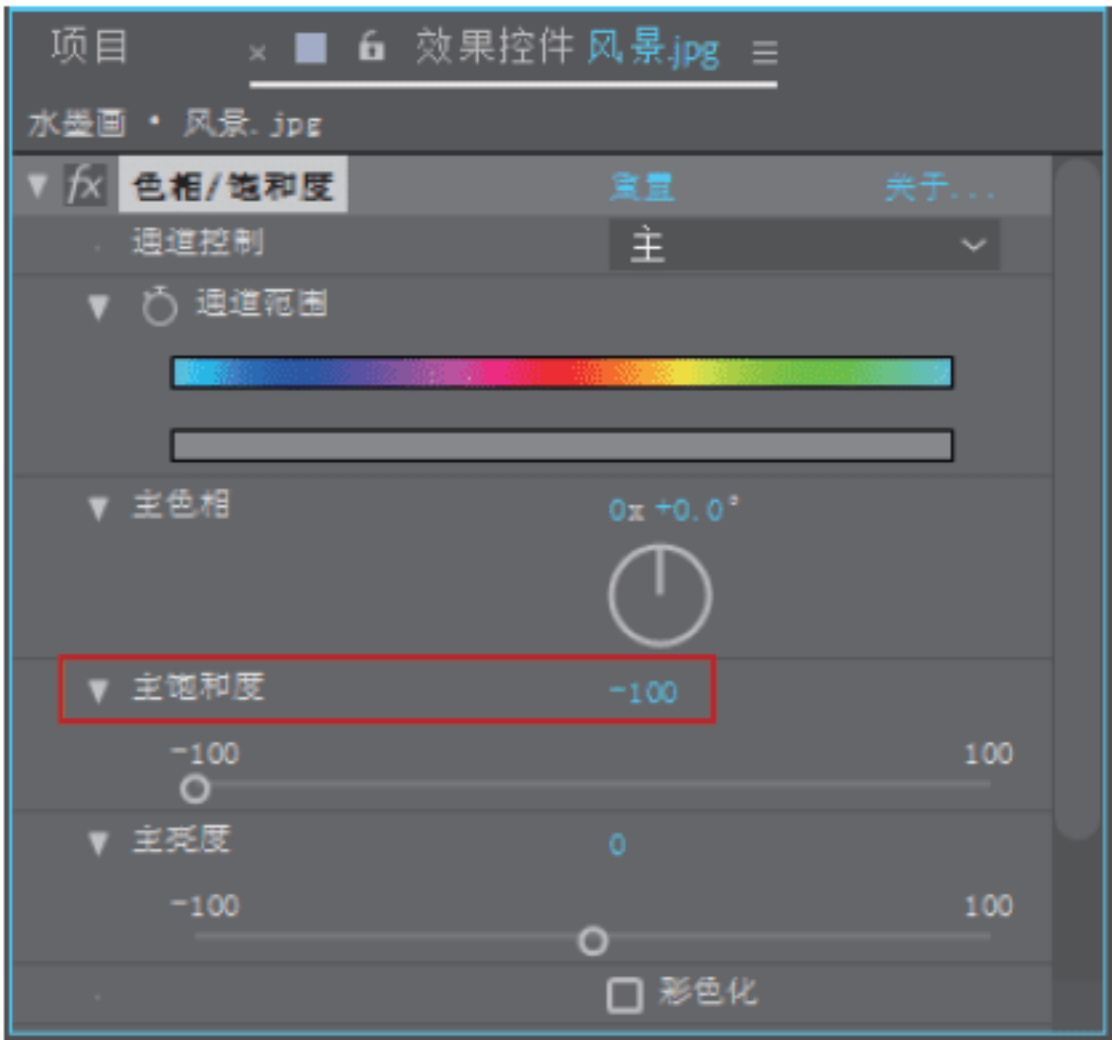 项目 × 效果控件 风景.jpg ≡
水墨画 • 风景.jpg
fx 色相/饱和度 重置 关于...
通道控制 主
通道范围
主色相 0x +0.0°
主饱和度 -100
-100 100
主亮度 0
-100 100
彩色化